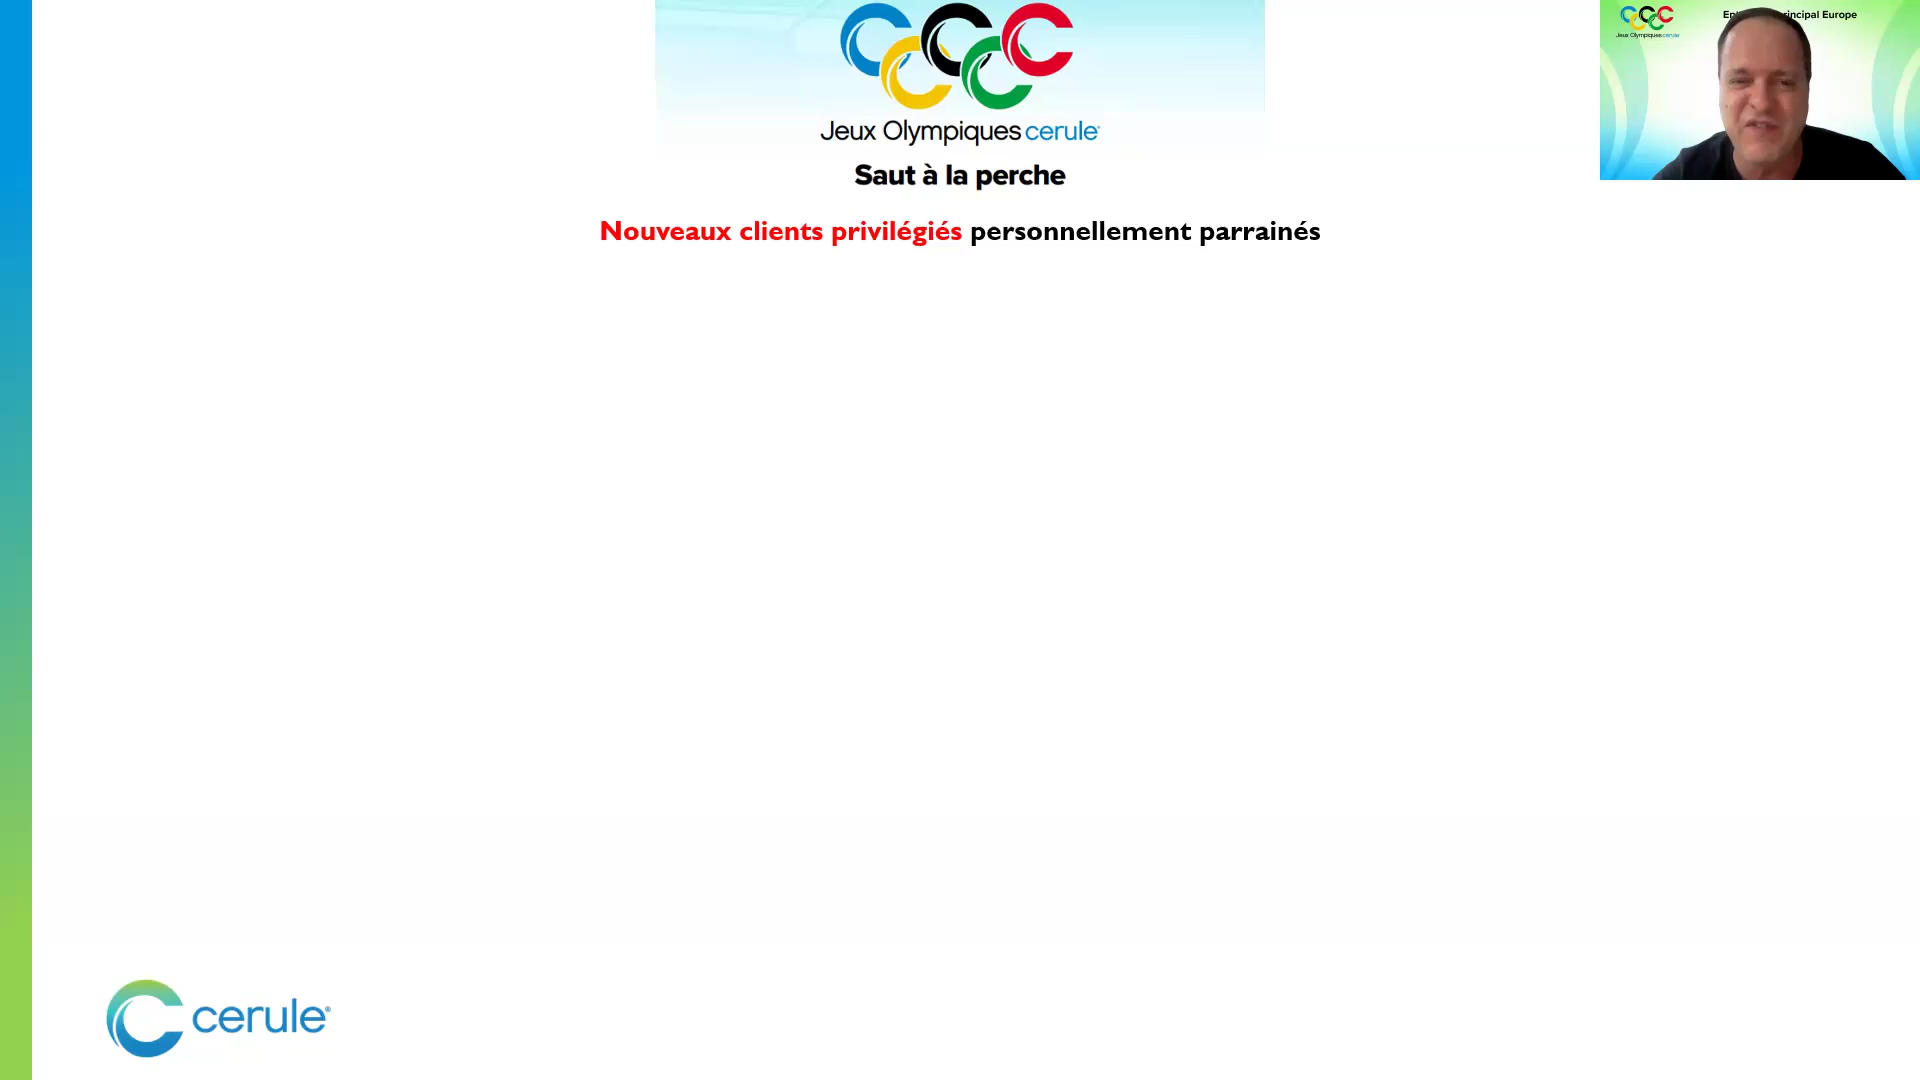 Jeux Olympiques cerule
Saut à la perche
Nouveaux clients privilégiés personnellement parrainés
Jeux Olympiques cerule
Principal Europe
cerule